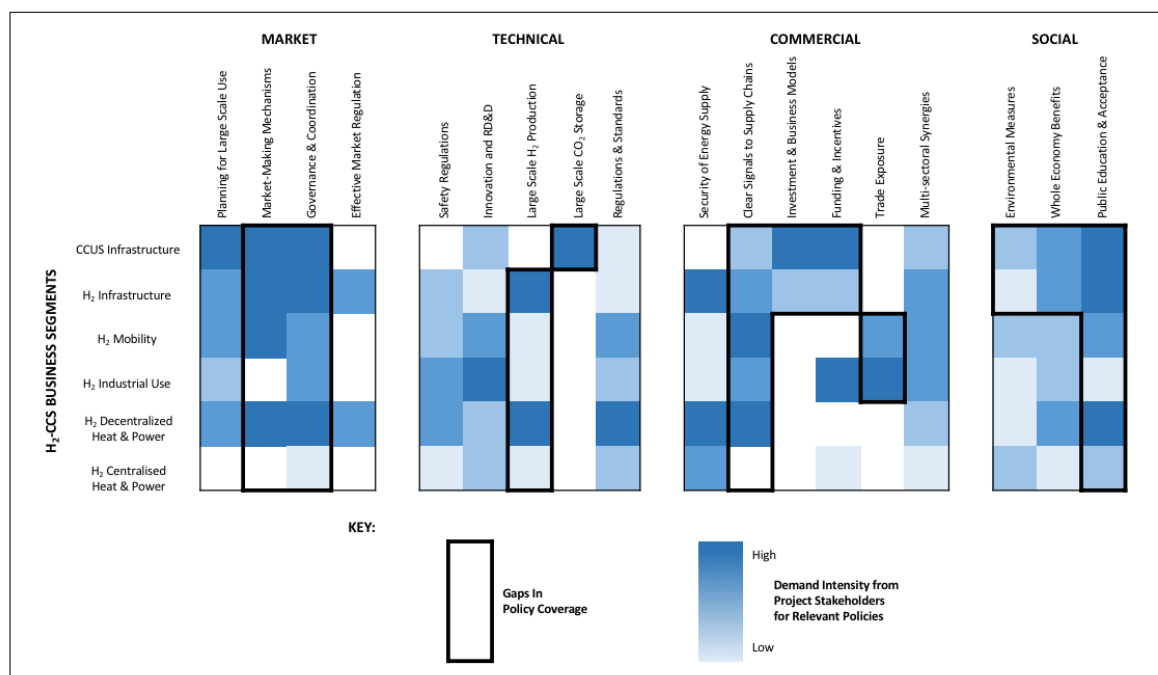 MARKET
TECHNICAL
COMMERCIAL
SOCIAL
Planning for Large Scale Use
Market-Making Mechanisms
Governance & Coordination
Effective Market Regulation
Safety Regulations
Innovation and RD&D
Large Scale H₂ Production
Large Scale CO₂ Storage
Regulations & Standards
Security of Energy Supply
Clear Signals to Supply Chains
Investment & Business Models
Funding & Incentives
Trade Exposure
Multi-sectoral Synergies
Environmental Measures
Whole Economy Benefits
Public Education & Acceptance
H₂-CCS BUSINESS SEGMENTS
CCUS Infrastructure
H₂ Infrastructure
H₂ Mobility
H₂ Industrial Use
H₂ Decentralized
Heat & Power
H₂ Centralised
Heat & Power
KEY:
Gaps In
Policy Coverage
High
Demand Intensity from
Project Stakeholders
for Relevant Policies
Low